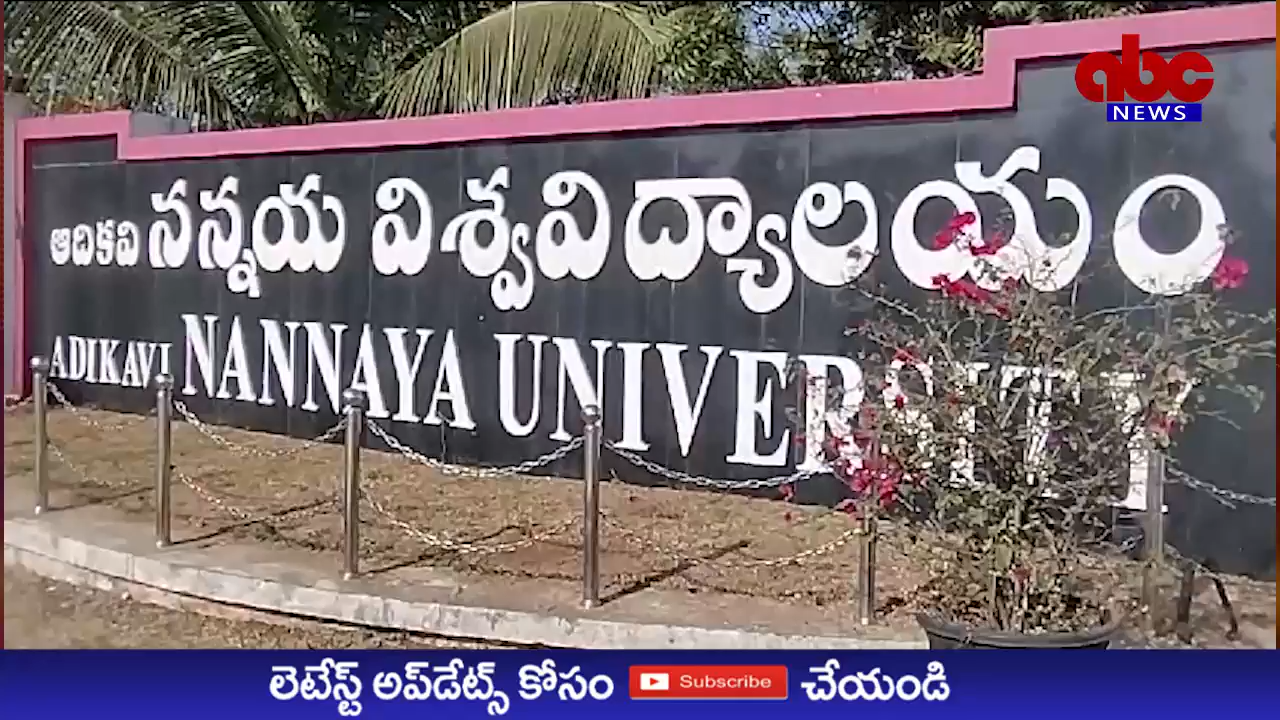 abc
NEWS
ఆదికవి నన్నయ విశ్వవిద్యాలయం
ADIKAVI NANNAYA UNIVERSITY
లెటేస్ట్ అప్‌డేట్స్ కోసం Subscribe చేయండి